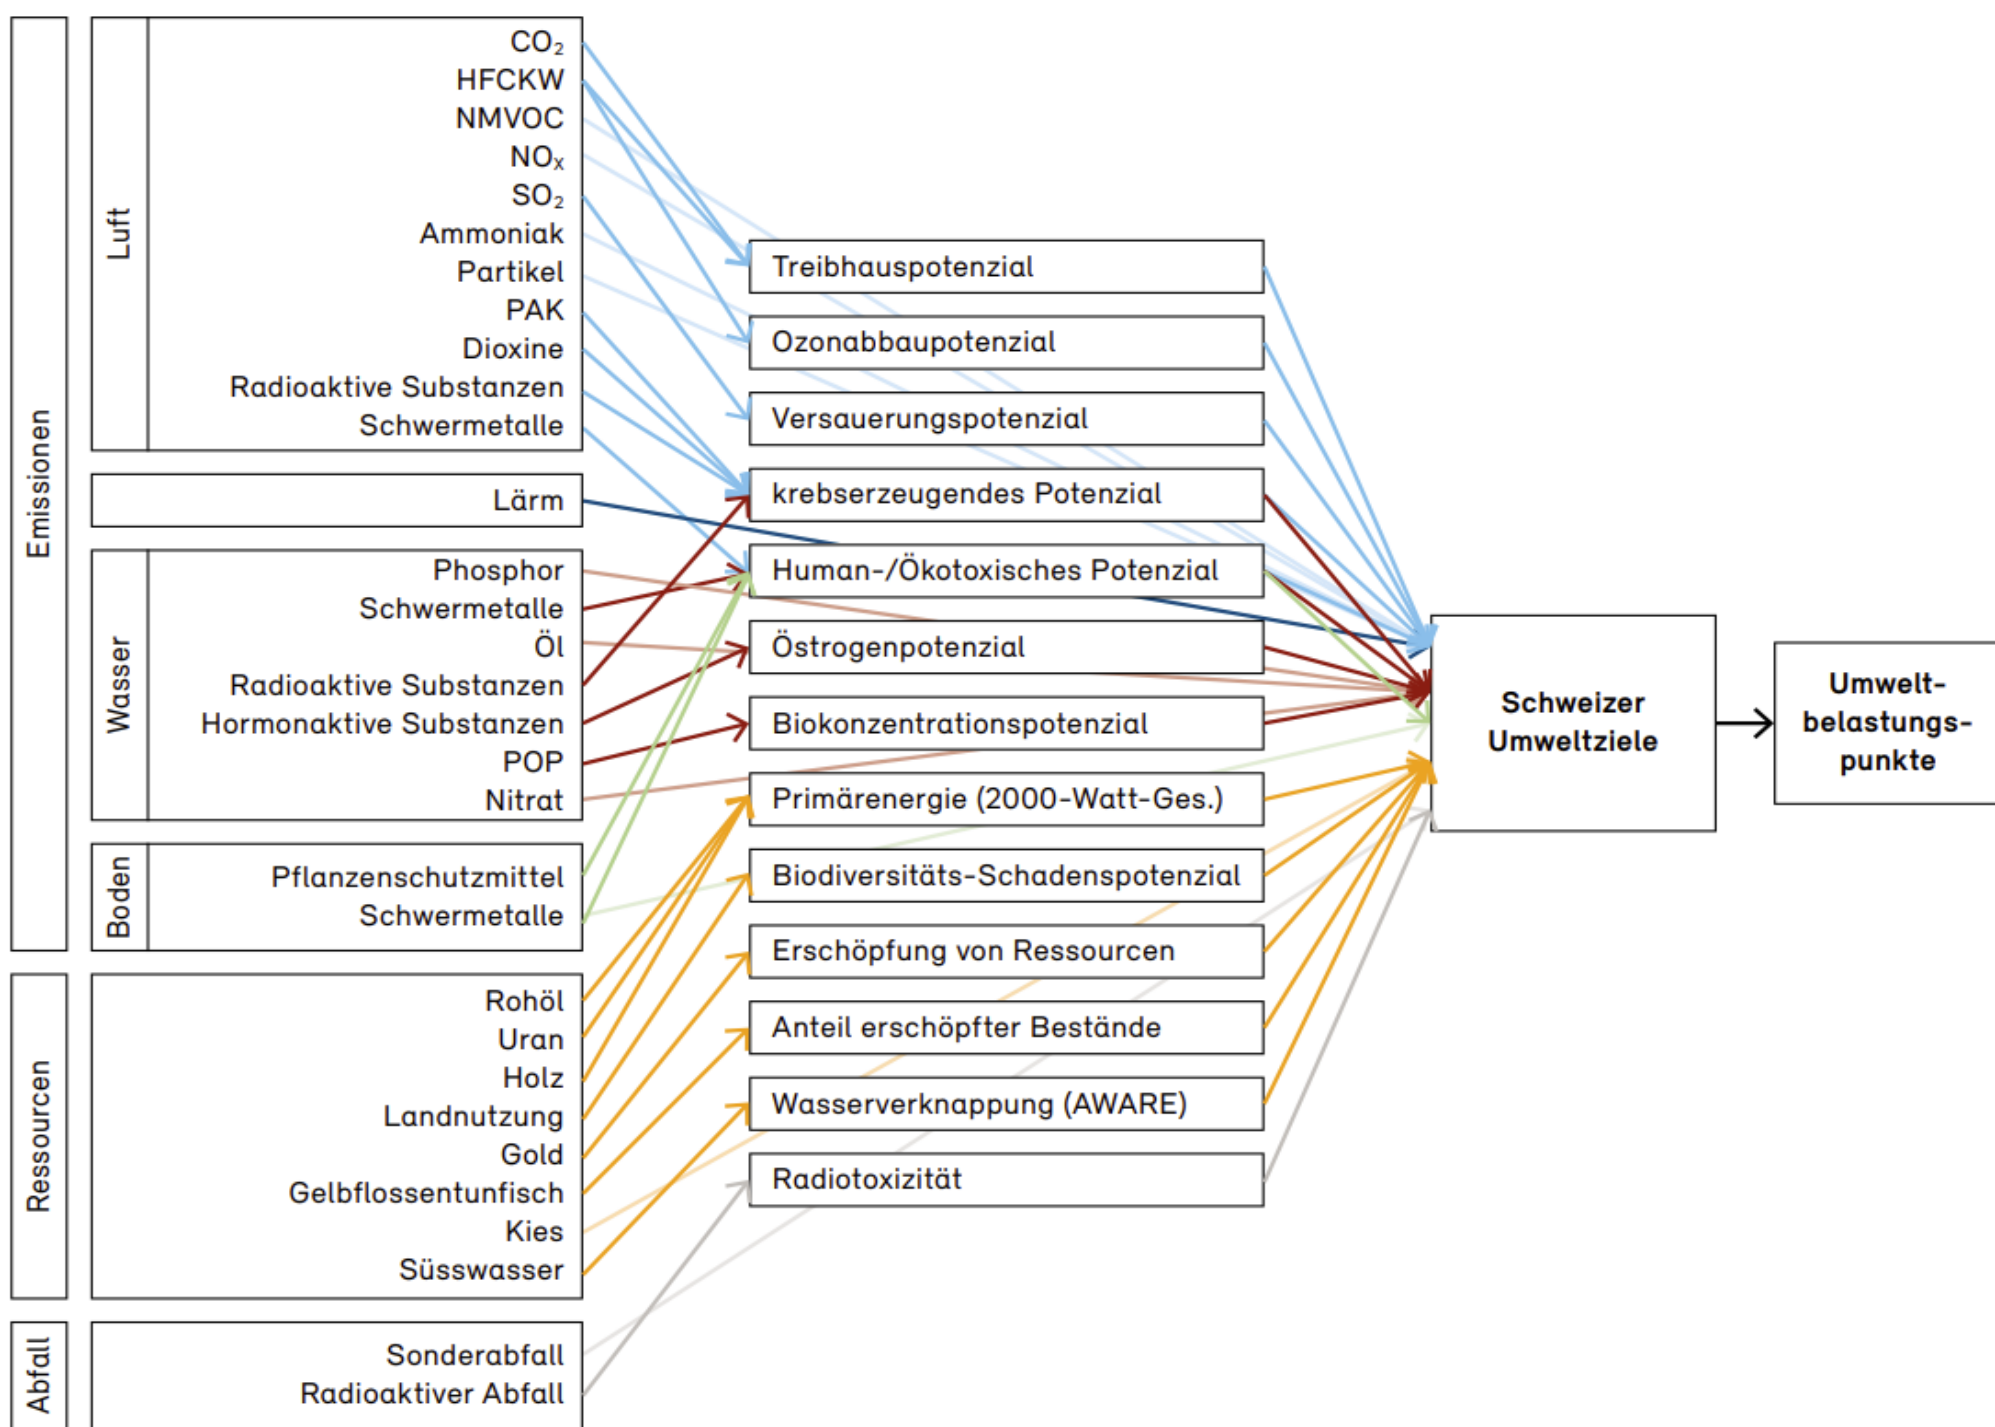 Emissionen
Luft
CO₂
HFCKW
NMVOC
NOₓ
SO₂
Ammoniak
Partikel
PAK
Dioxine
Radioaktive Substanzen
Schwermetalle
Lärm
Wasser
Phosphor
Schwermetalle
Öl
Radioaktive Substanzen
Hormonaktive Substanzen
POP
Nitrat
Boden
Pflanzenschutzmittel
Schwermetalle
Ressourcen
Rohöl
Uran
Holz
Landnutzung
Gold
Gelbflossentunfisch
Kies
Süsswasser
Abfall
Sonderabfall
Radioaktiver Abfall
Treibhauspotenzial
Ozonabbaupotenzial
Versauerungspotenzial
krebserzeugendes Potenzial
Human-/Ökotoxisches Potenzial
Östrogenpotenzial
Biokonzentrationspotenzial
Primärenergie (2000-Watt-Ges.)
Biodiversitäts-Schadenspotenzial
Erschöpfung von Ressourcen
Anteil erschöpfter Bestände
Wasserverknappung (AWARE)
Radiotoxizität
Schweizer
Umweltziele
Umwelt-
belastungs-
punkte